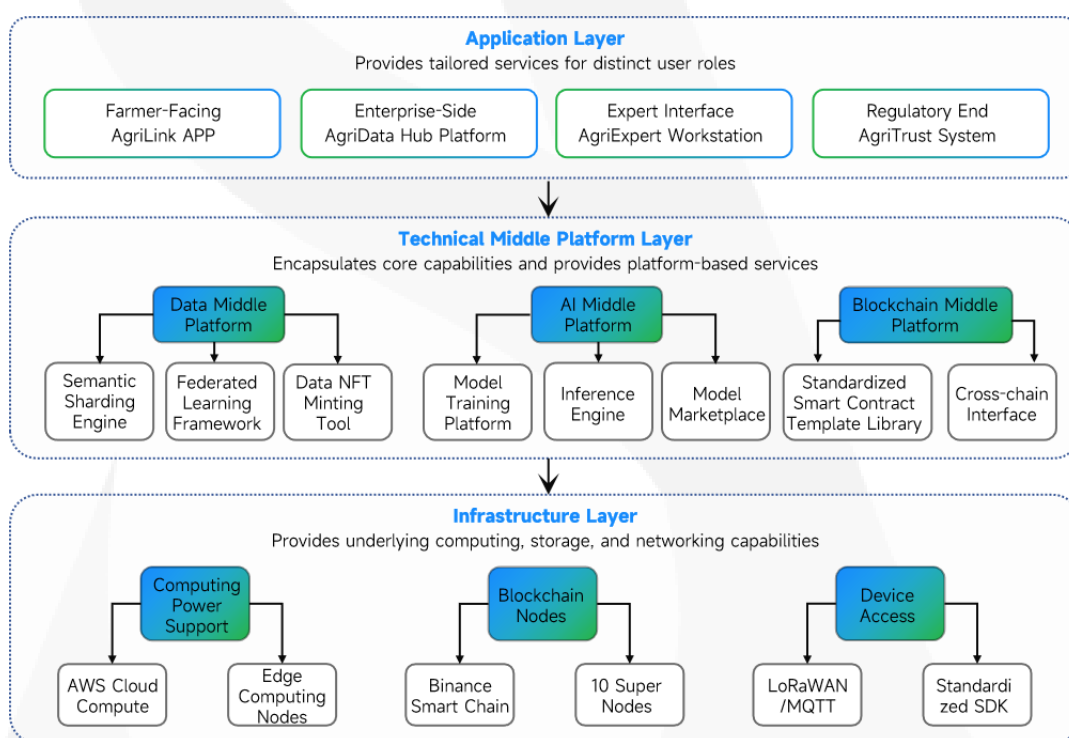 Application Layer
Provides tailored services for distinct user roles
Farmer-Facing
AgriLink APP
Enterprise-Side
AgriData Hub Platform
Expert Interface
AgriExpert Workstation
Regulatory End
AgriTrust System
Technical Middle Platform Layer
Encapsulates core capabilities and provides platform-based services
Data Middle
Platform
AI Middle
Platform
Blockchain Middle
Platform
Semantic
Sharding
Engine
Federated
Learning
Framework
Data NFT
Minting
Tool
Model
Training
Platform
Inference
Engine
Model
Marketplace
Standardized
Smart Contract
Template Library
Cross-chain
Interface
Infrastructure Layer
Provides underlying computing, storage, and networking capabilities
Computing
Power
Support
Blockchain
Nodes
Device
Access
AWS Cloud
Compute
Edge
Computing
Nodes
Binance
Smart Chain
10 Super
Nodes
LoRaWAN
/MQTT
Standardi
zed SDK